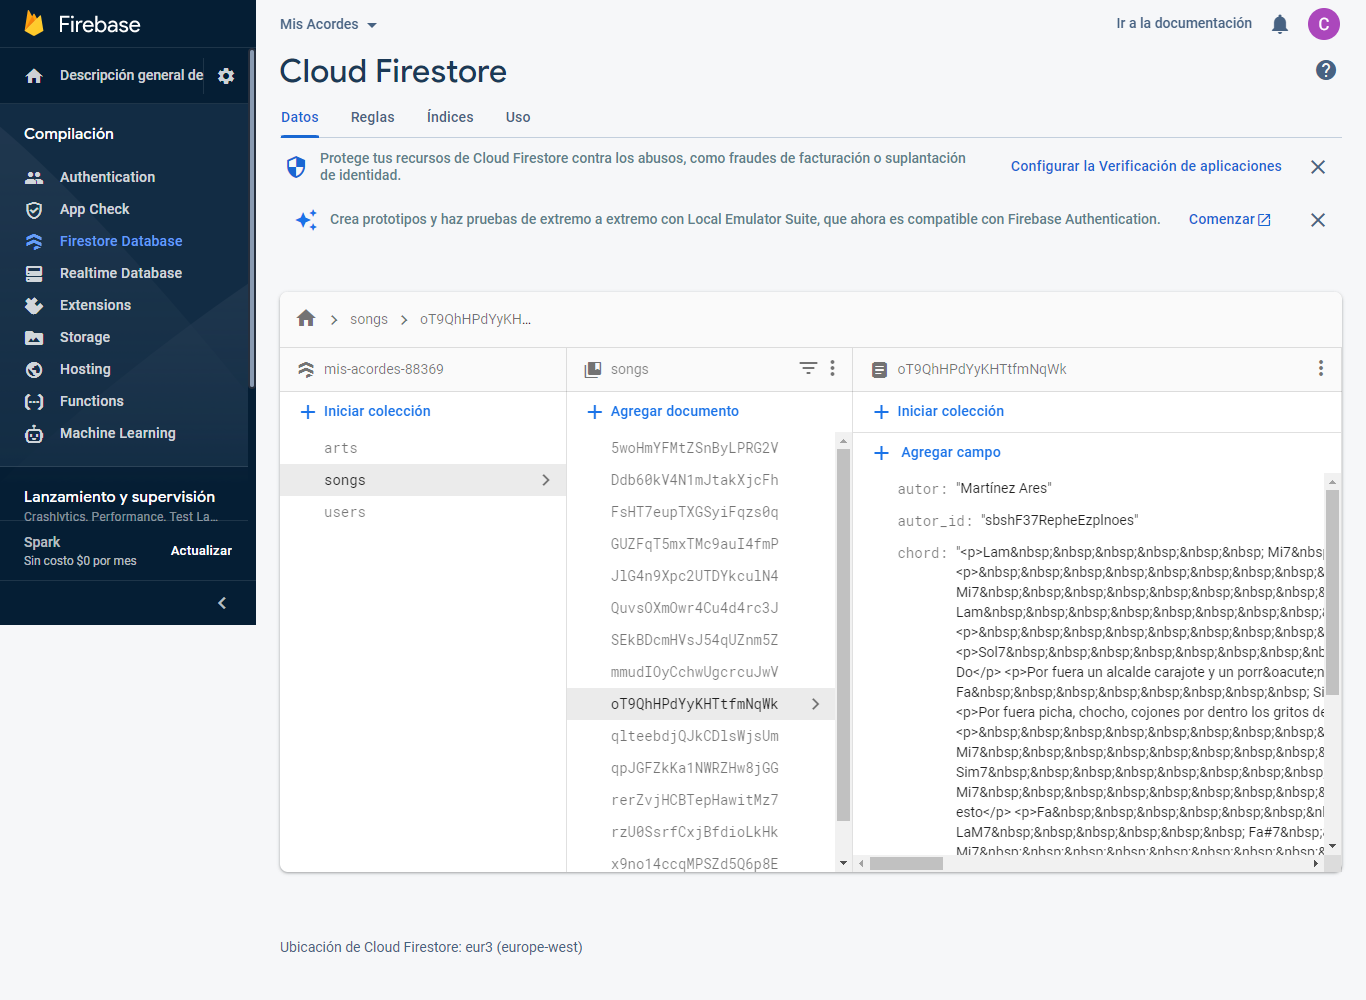 Firebase
Descripción general de
Compilación
Authentication
App Check
Firestore Database
Realtime Database
Extensions
Storage
Hosting
Functions
Machine Learning
Lanzamiento y supervisión
Crashlytics, Performance, Test La...
Spark
Sin costo $0 por mes
Actualizar
Mis Acordes
Ir a la documentación
C
Cloud Firestore
Datos Reglas Índices Uso
Protege tus recursos de Cloud Firestore contra los abusos, como fraudes de facturación o suplantación
de identidad.
Configurar la Verificación de aplicaciones
Crea prototipos y haz pruebas de extremo a extremo con Local Emulator Suite, que ahora es compatible con Firebase Authentication.
Comenzar
songs
oT9QhHPdYyKH...
mis-acordes-88369
Iniciar colección
arts
songs
users
songs
Agregar documento
5woHmYFMtZSnByLPRG2V
Ddb60kV4N1mJtakXjcFh
FsHT7eupTXGSyiFqzs0q
GUZFqT5mxTMc9auI4fmP
JlG4n9Xpc2UTDYkculN4
QuvsOXmOwr4Cu4d4rc3J
SEkBDcmHVsJ54qUZnm5Z
mmudIOyCchwUgcrcuJwV
oT9QhHPdYyKHTtfmNqWk
qlteebdjQJkCDlsWjsUm
qpJGFZkKa1NWRZHw8jGG
rerZvjHCBTepHawitMz7
rzU0SsrfCxjBfdioLkHk
x9no14ccqMPSZd5Q6p8E
oT9QhHPdYyKHTtfmNqWk
Iniciar colección
Agregar campo
autor: "Martínez Ares"
autor_id: "sbshF37RepheEzplnoes"
chord: "<p>Lam&nbsp;&nbsp;&nbsp;&nbsp;&nbsp;&nbsp; Mi7&nbs
<p>&nbsp;&nbsp;&nbsp;&nbsp;&nbsp;&nbsp;&nbsp;&nbsp;&
Mi7&nbsp;&nbsp;&nbsp;&nbsp;&nbsp;&nbsp;&nbsp;&nbsp;&
Lam&nbsp;&nbsp;&nbsp;&nbsp;&nbsp;&nbsp;&nbsp;&nbsp;&
<p>&nbsp;&nbsp;&nbsp;&nbsp;&nbsp;&nbsp;&nbsp;&nbsp;&
<p>Sol7&nbsp;&nbsp;&nbsp;&nbsp;&nbsp;&nbsp;&nbsp;&nb
Do</p> <p>Por fuera un alcalde carajote y un porr&oacute;n
Fa&nbsp;&nbsp;&nbsp;&nbsp;&nbsp;&nbsp;&nbsp;&nbsp; Si
<p>Por fuera picha, chocho, cojones por dentro los gritos de
<p>&nbsp;&nbsp;&nbsp;&nbsp;&nbsp;&nbsp;&nbsp;&nbsp;&
Mi7&nbsp;&nbsp;&nbsp;&nbsp;&nbsp;&nbsp;&nbsp;&nbsp;&
Sim7&nbsp;&nbsp;&nbsp;&nbsp;&nbsp;&nbsp;&nbsp;&nbsp;
Mi7&nbsp;&nbsp;&nbsp;&nbsp;&nbsp;&nbsp;&nbsp;&nbsp;&
esto</p> <p>Fa&nbsp;&nbsp;&nbsp;&nbsp;&nbsp;&nbsp;&n
LaM7&nbsp;&nbsp;&nbsp;&nbsp;&nbsp;&nbsp; Fa#7&nbsp;&
Mi7&nbsp;&nbsp;&nbsp;&nbsp;&nbsp;&nbsp;&nbsp;&nbsp;&
Ubicación de Cloud Firestore: eur3 (europe-west)